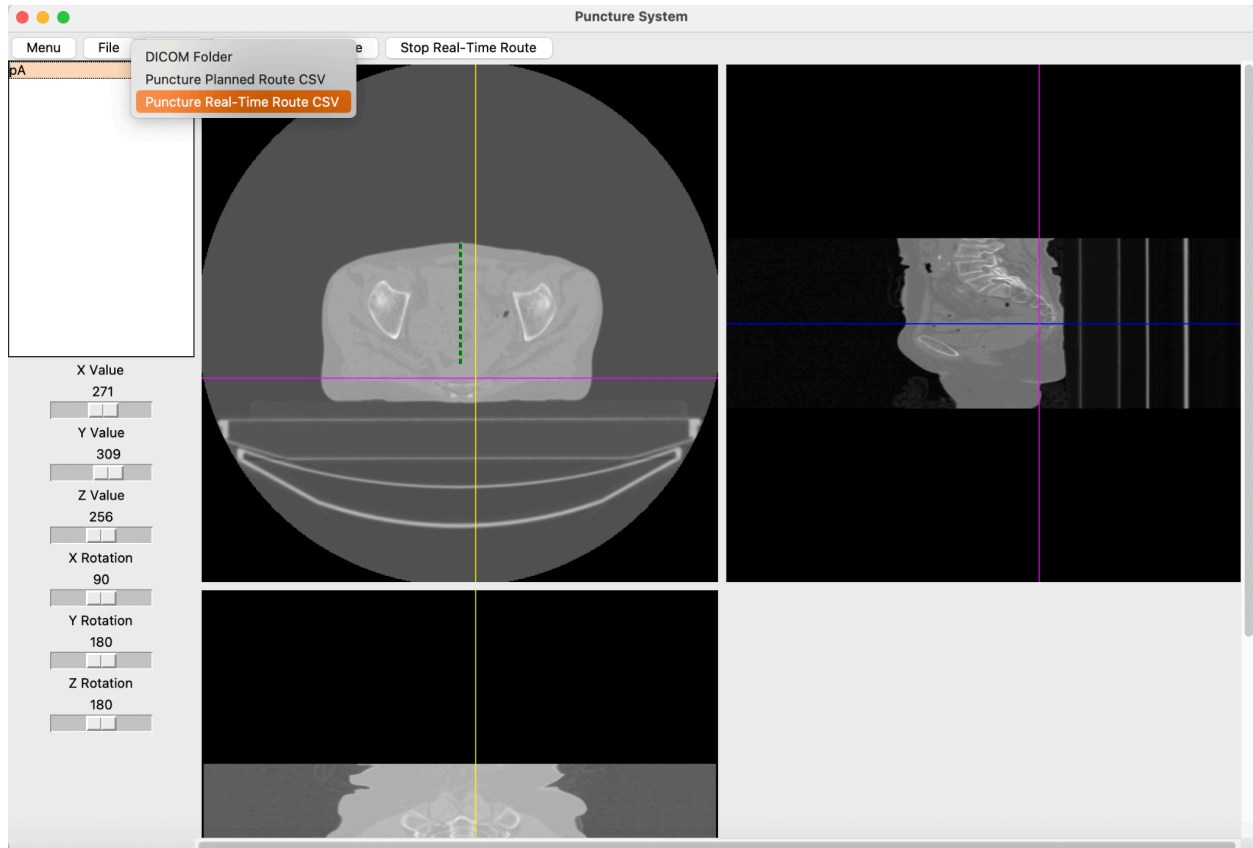 Puncture System
Menu File e Stop Real-Time Route
DICOM Folder
Puncture Planned Route CSV
Puncture Real-Time Route CSV
pA
X Value
271
Y Value
309
Z Value
256
X Rotation
90
Y Rotation
180
Z Rotation
180